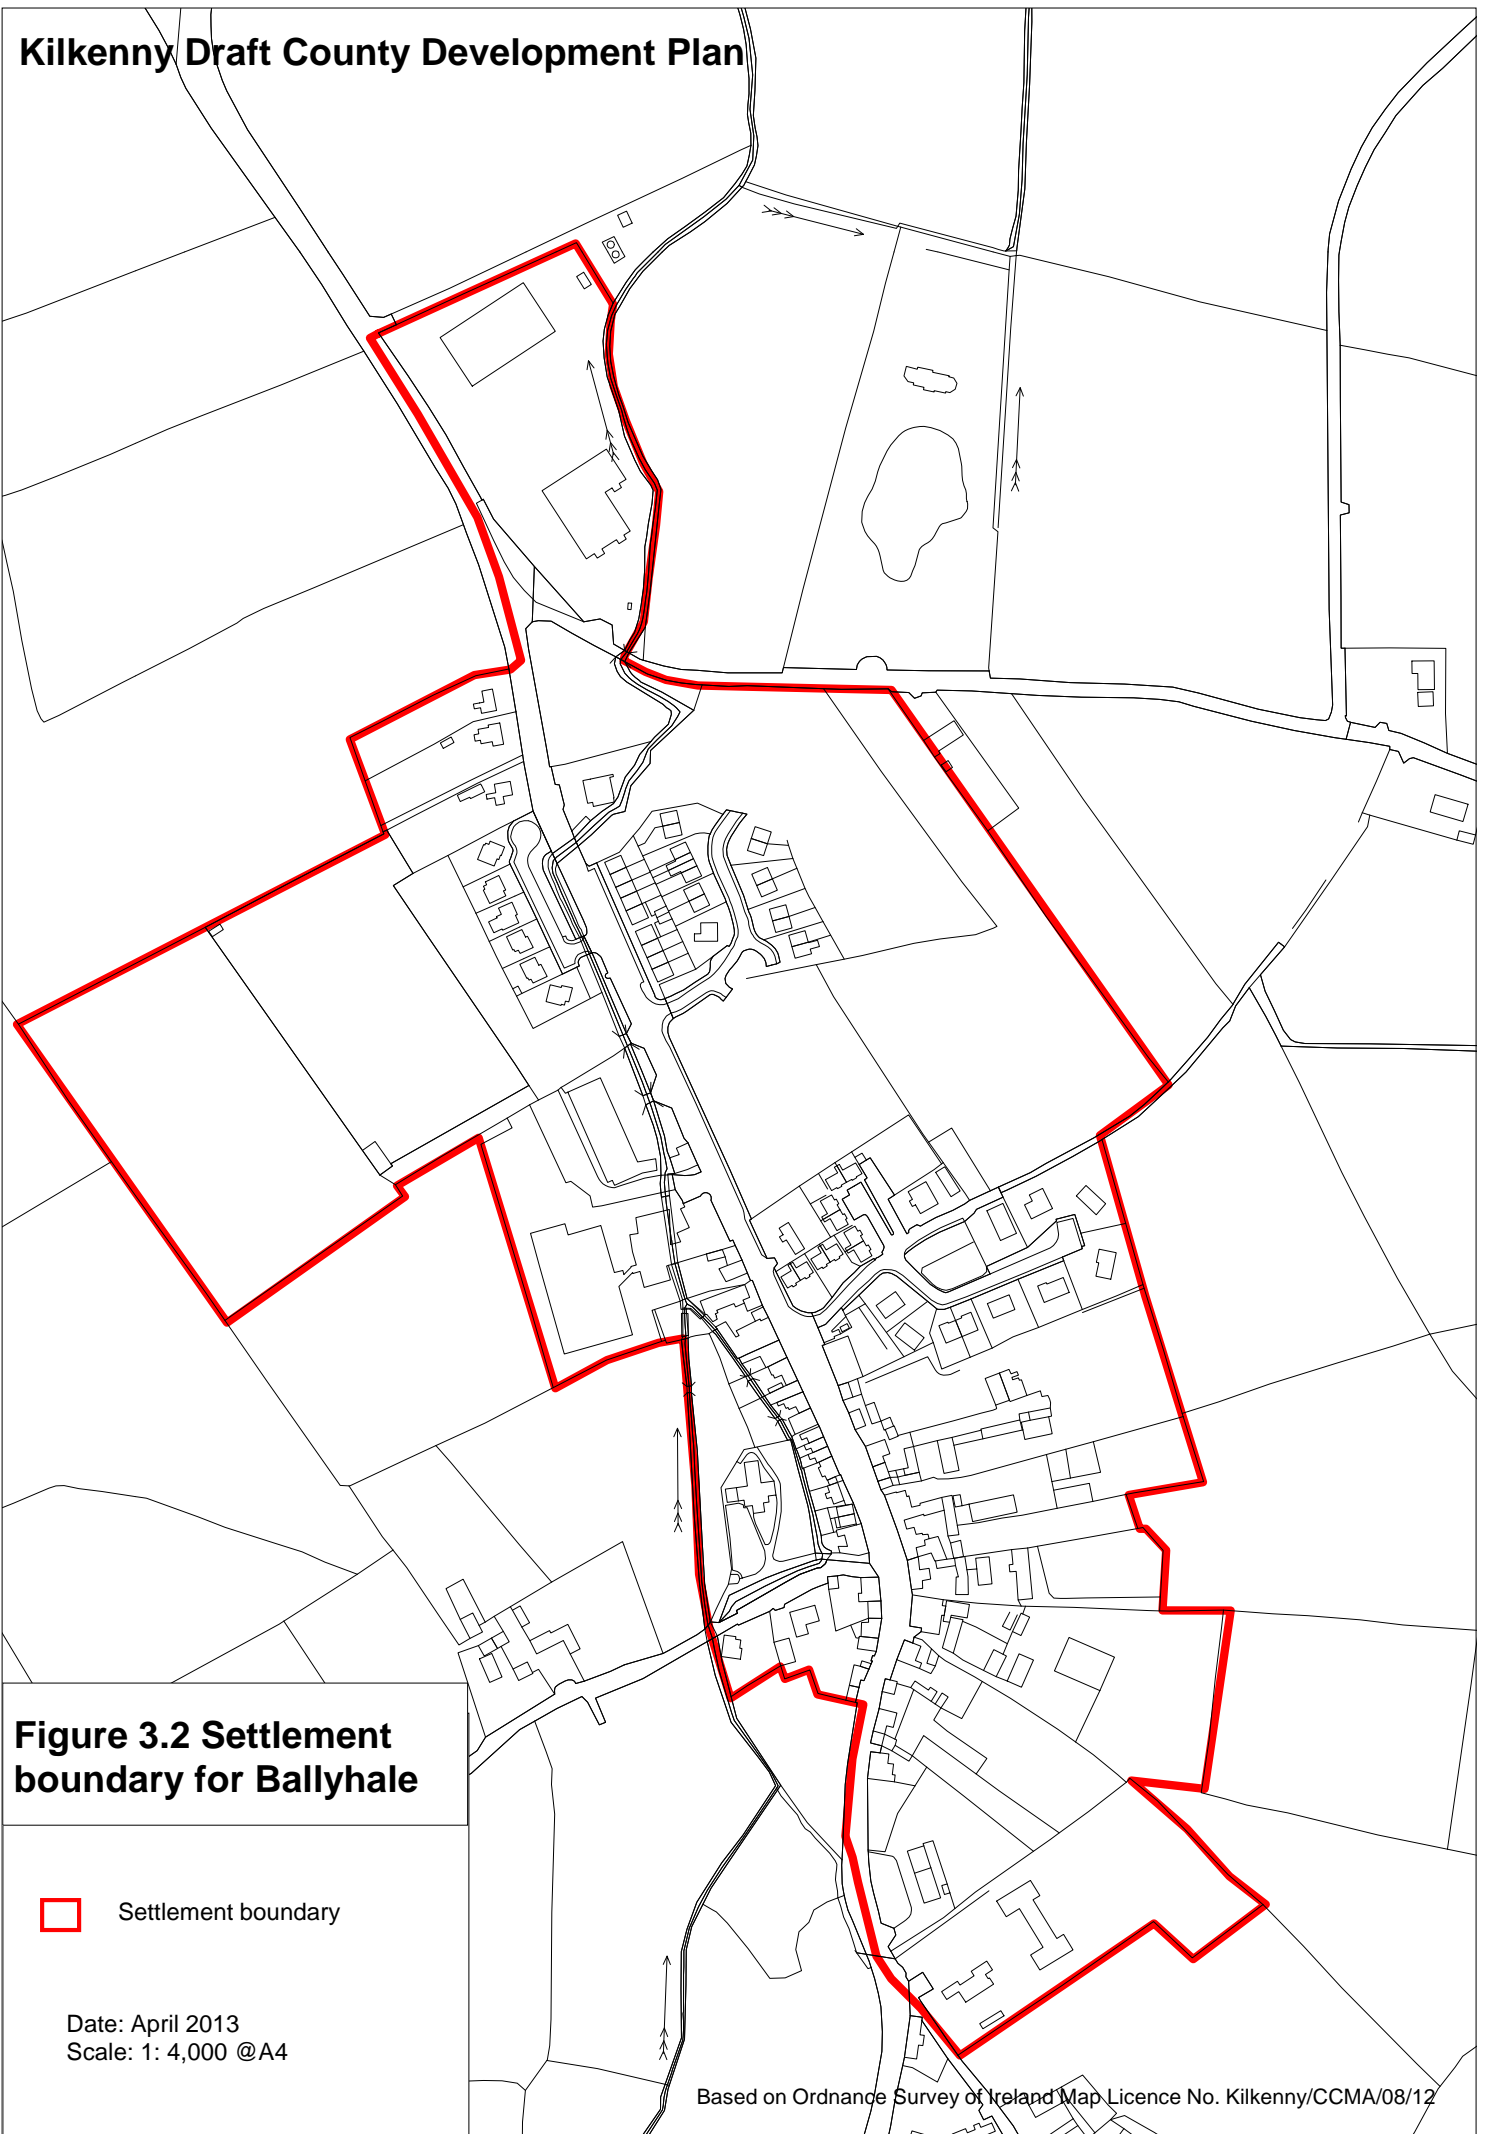 Kilkenny Draft County Development Plan
Figure 3.2 Settlement
boundary for Ballyhale
Settlement boundary
Date: April 2013
Scale: 1: 4,000 @A4
Based on Ordnance Survey of Ireland Map Licence No. Kilkenny/CCMA/08/12